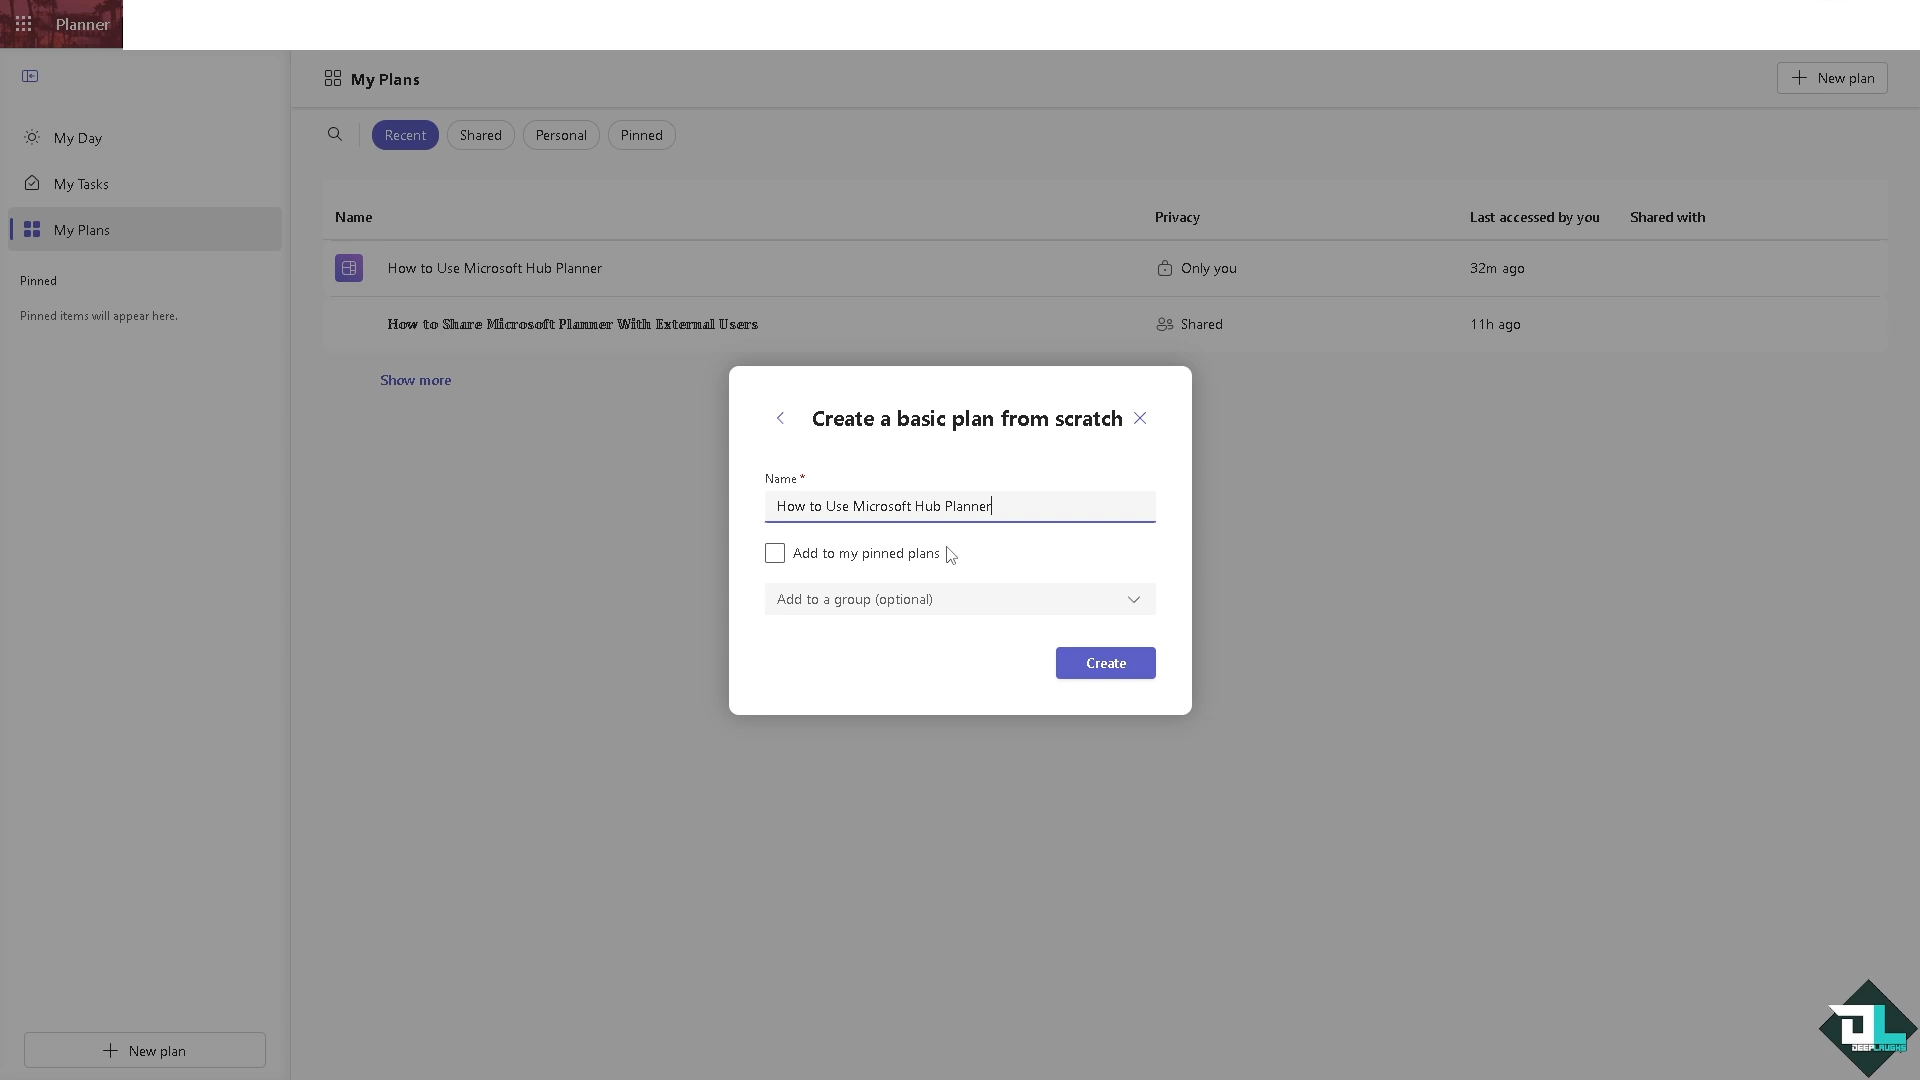 Planner
My Plans
New plan
Recent
Shared
Personal
Pinned
My Day
My Tasks
My Plans
Pinned
Pinned items will appear here.
Name
Privacy
Last accessed by you
Shared with
How to Use Microsoft Hub Planner
Only you
32m ago
How to Share Microsoft Planner With External Users
Shared
11h ago
Show more
Create a basic plan from scratch
Name *
How to Use Microsoft Hub Planner
Add to my pinned plans
Add to a group (optional)
Create
New plan
DL
DEEPLAUGHS